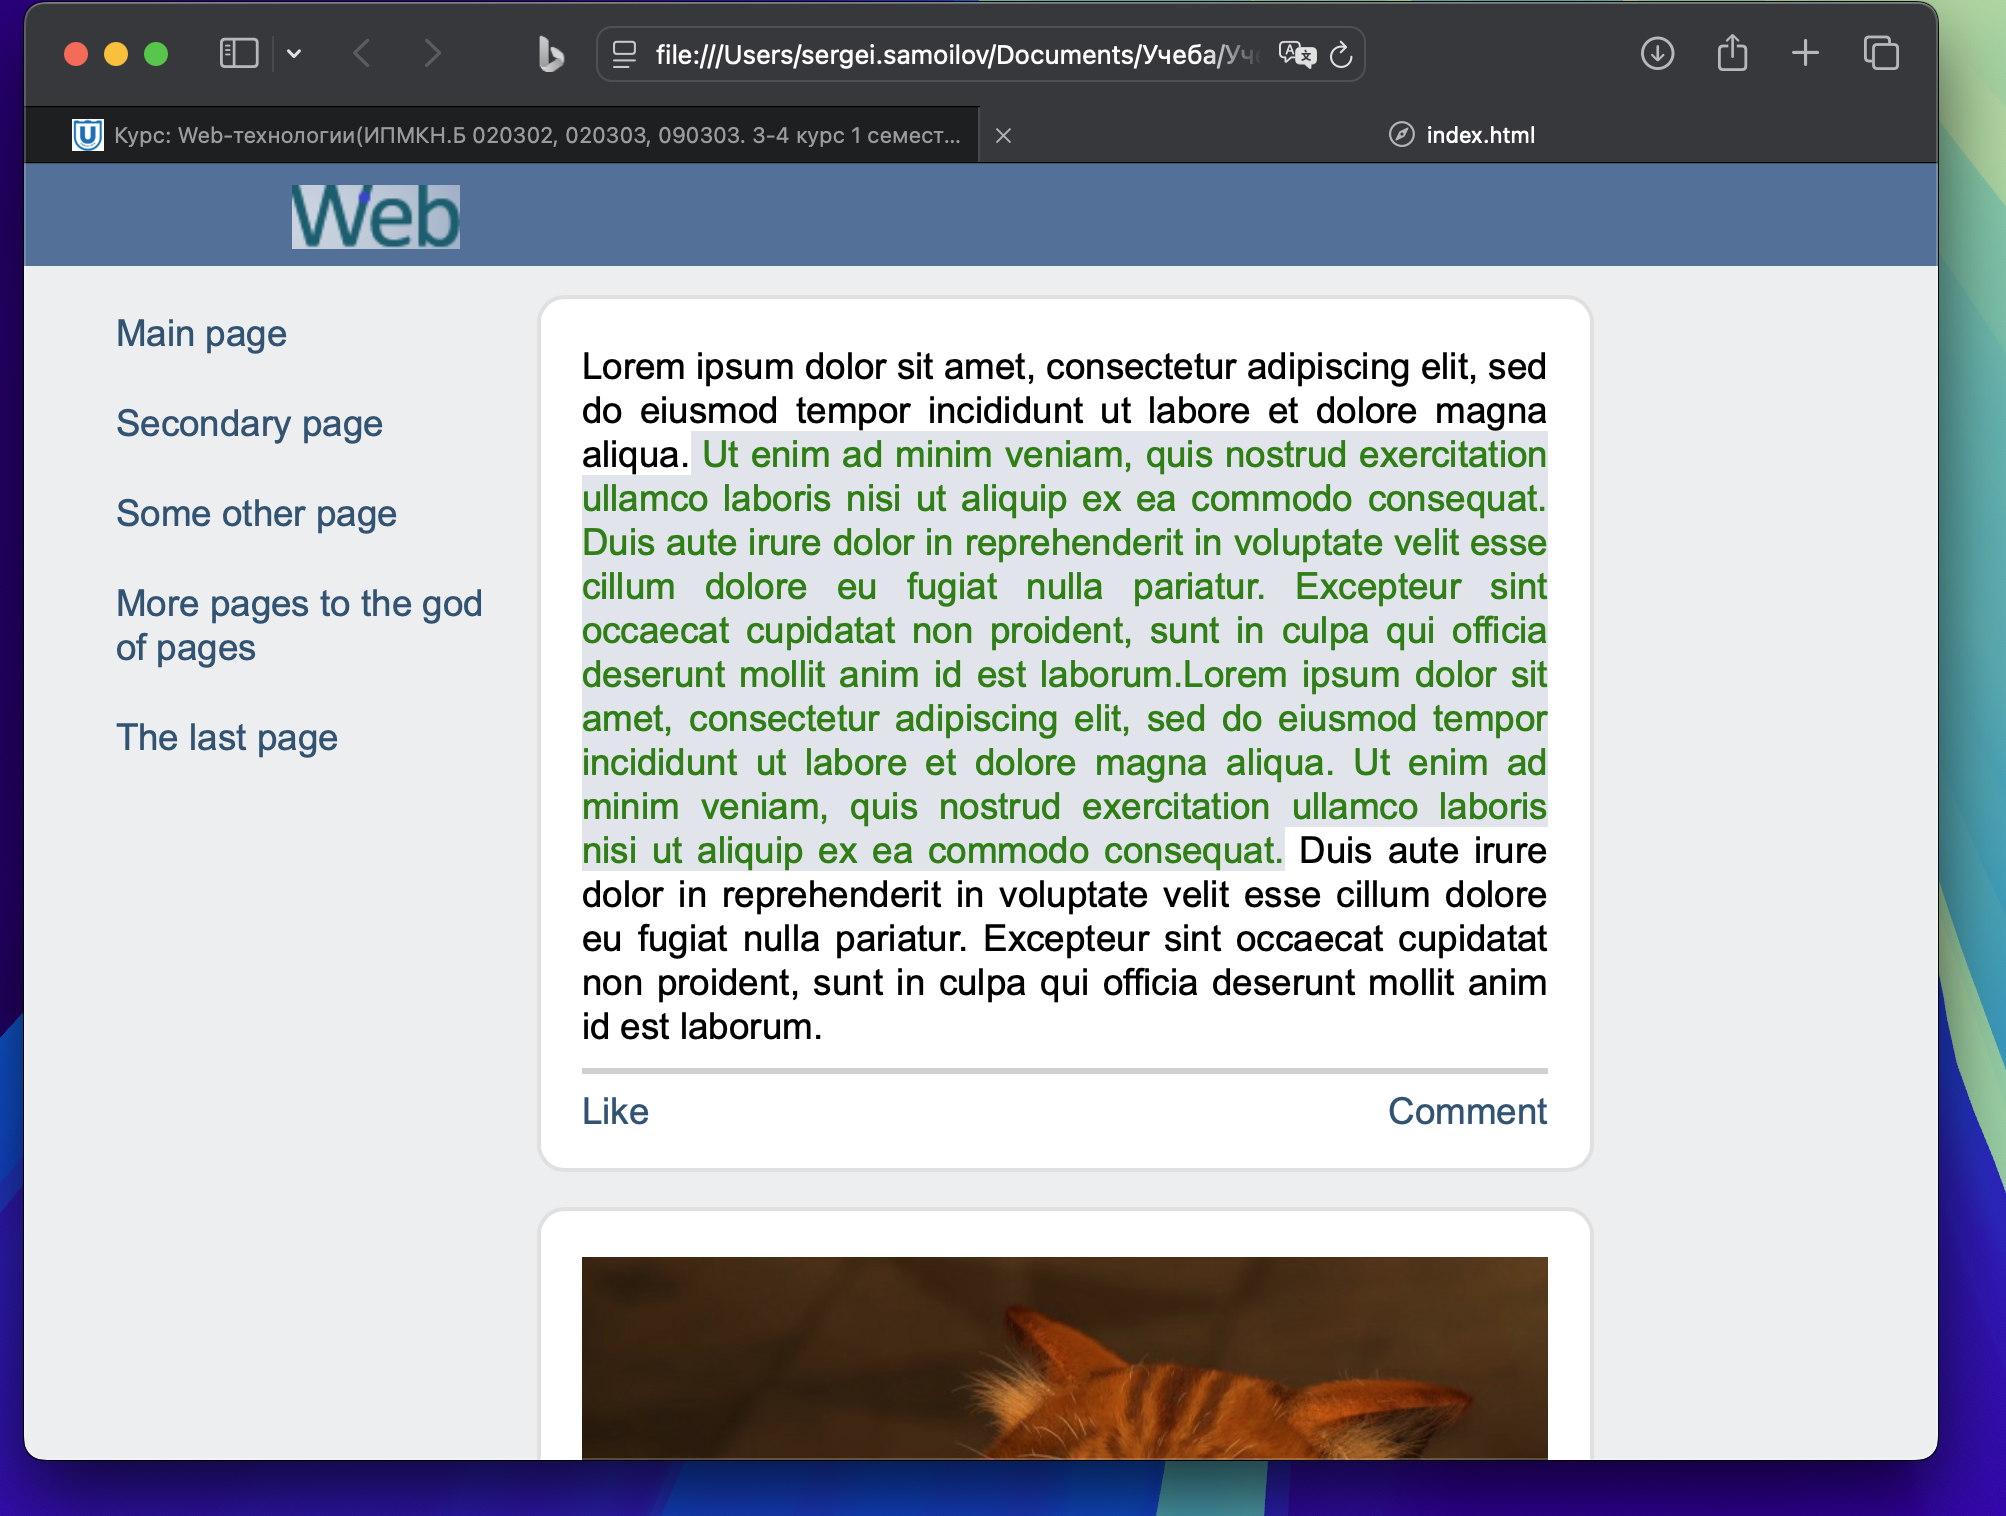 file:///Users/sergei.samoilov/Documents/Учеба/Уч
Курс: Web-технологии(ИПМКН.Б 020302, 020303, 090303. 3-4 курс 1 семест...
index.html
Web
Main page
Secondary page
Some other page
More pages to the god
of pages
The last page
Lorem ipsum dolor sit amet, consectetur adipiscing elit, sed
do eiusmod tempor incididunt ut labore et dolore magna
aliqua. Ut enim ad minim veniam, quis nostrud exercitation
ullamco laboris nisi ut aliquip ex ea commodo consequat.
Duis aute irure dolor in reprehenderit in voluptate velit esse
cillum dolore eu fugiat nulla pariatur. Excepteur sint
occaecat cupidatat non proident, sunt in culpa qui officia
deserunt mollit anim id est laborum.Lorem ipsum dolor sit
amet, consectetur adipiscing elit, sed do eiusmod tempor
incididunt ut labore et dolore magna aliqua. Ut enim ad
minim veniam, quis nostrud exercitation ullamco laboris
nisi ut aliquip ex ea commodo consequat. Duis aute irure
dolor in reprehenderit in voluptate velit esse cillum dolore
eu fugiat nulla pariatur. Excepteur sint occaecat cupidatat
non proident, sunt in culpa qui officia deserunt mollit anim
id est laborum.
Like
Comment